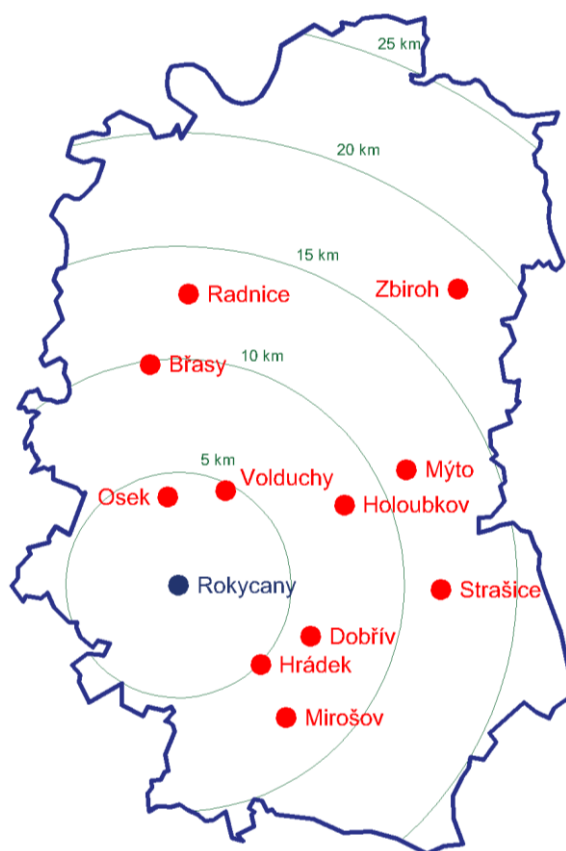 25 km
20 km
15 km
Zbiroh
Radnice
10 km
Břasy
5 km
Mýto
Volduchy
Osek
Holoubkov
Rokycany
Strašice
Dobřív
Hrádek
Mirošov